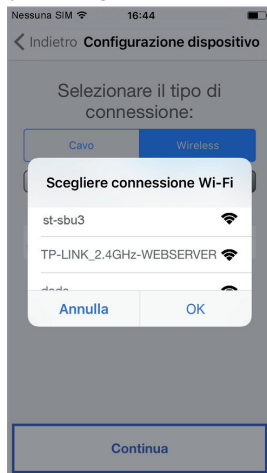 Nessuna SIM 16:44
Indietro Configurazione dispositivo
Selezionare il tipo di
connessione:
Cavo Wireless
Scegliere connessione Wi-Fi
st-sbu3
TP-LINK_2.4GHz-WEBSERVER
Annulla OK
Continua